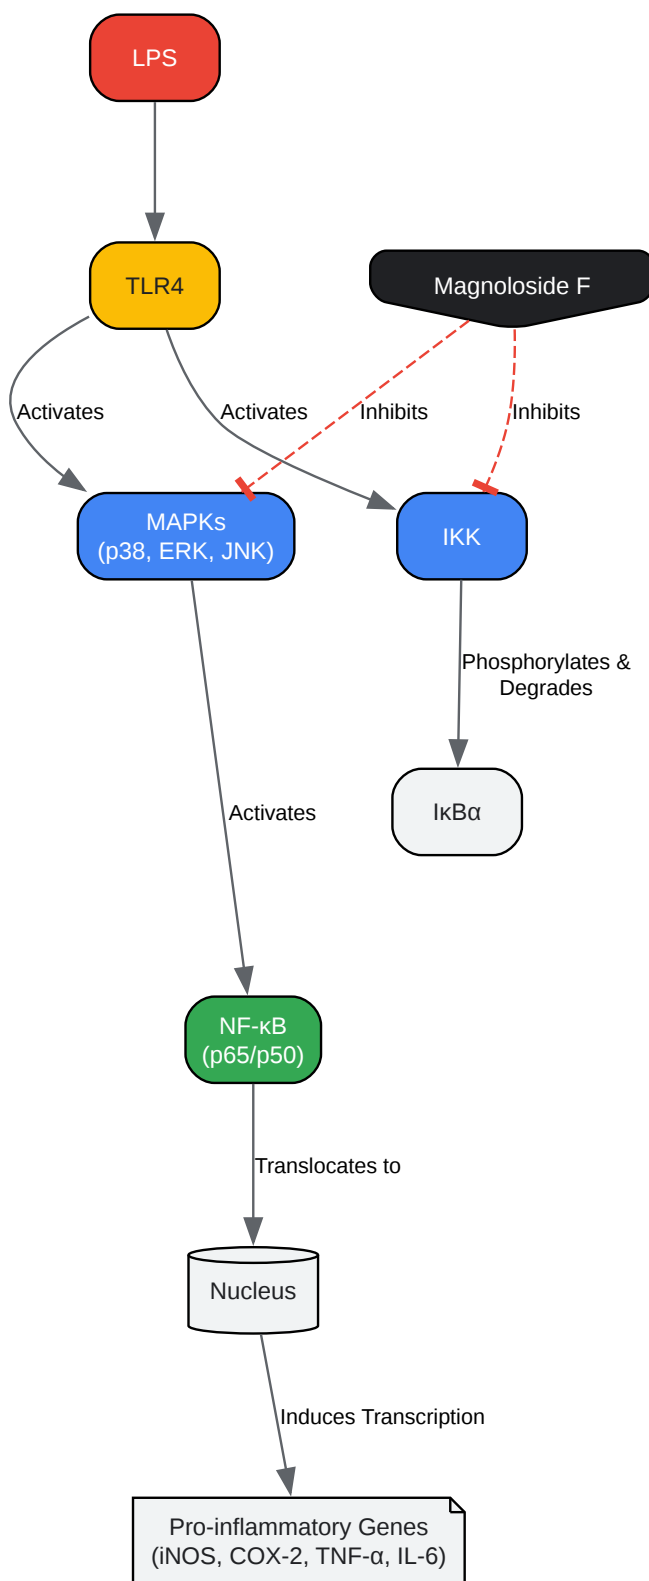 LPS
TLR4
Magnoloside F
Activates
Activates
Inhibits
Inhibits
MAPKs
(p38, ERK, JNK)
IKK
Phosphorylates &
Degrades
IκBα
Activates
NF-κB
(p65/p50)
Translocates to
Nucleus
Induces Transcription
Pro-inflammatory Genes
(iNOS, COX-2, TNF-α, IL-6)